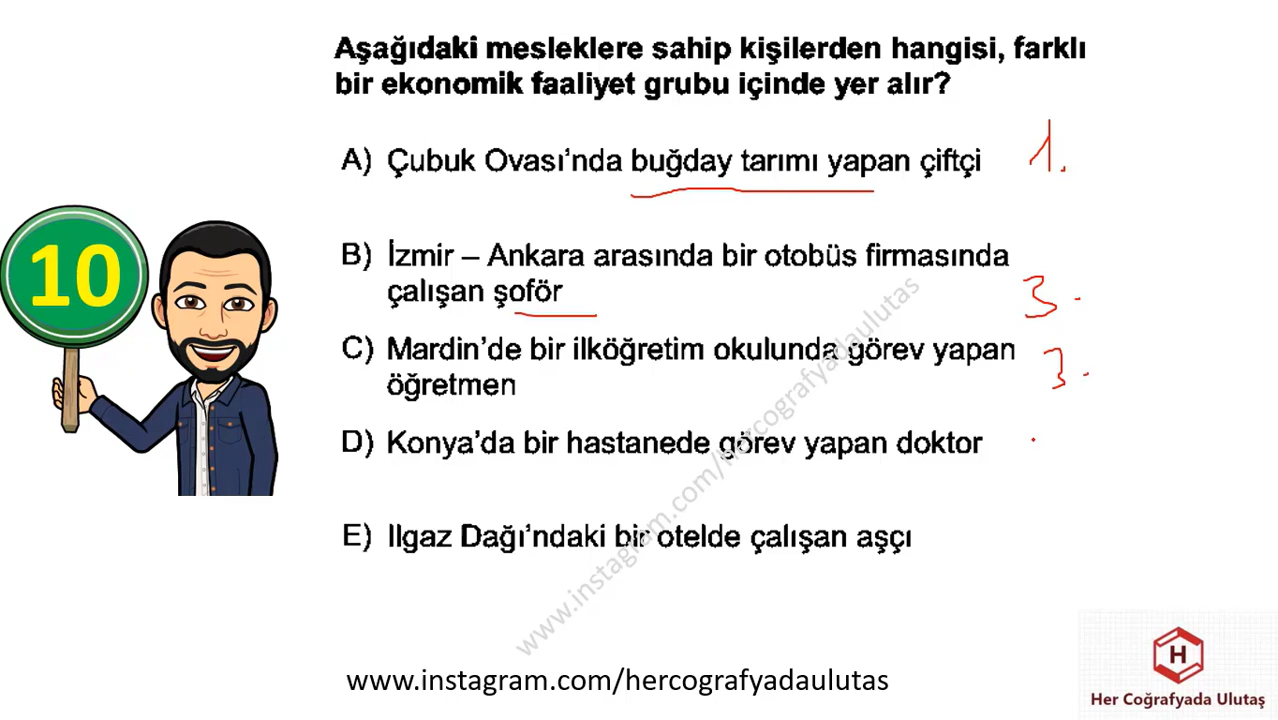 Aşağıdaki mesleklere sahip kişilerden hangisi, farklı
bir ekonomik faaliyet grubu içinde yer alır?
A) Çubuk Ovası'nda buğday tarımı yapan çiftçi 1.
10
B) İzmir – Ankara arasında bir otobüs firmasında
çalışan şoför 3.
C) Mardin'de bir ilköğretim okulunda görev yapan 3.
öğretmen
D) Konya'da bir hastanede görev yapan doktor
E) Ilgaz Dağı'ndaki bir otelde çalışan aşçı
www.instagram.com/hercografyadaulutas
www.instagram.com/hercografyadaulutas
H
Her Coğrafyada Ulutaş